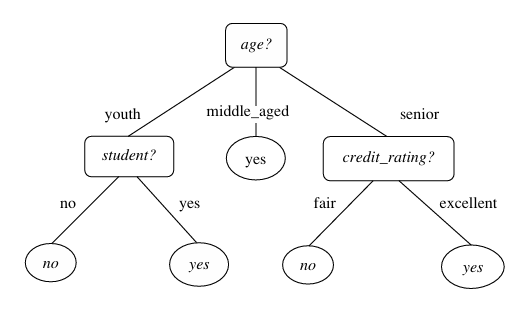 age?
youth
middle_aged
senior
student?
yes
credit_rating?
no
yes
fair
excellent
no
yes
no
yes